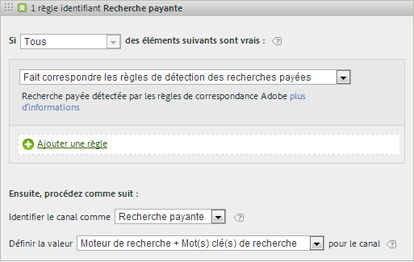 1 règle identifiant Recherche payante
Si Tous des éléments suivants sont vrais :
Fait correspondre les règles de détection des recherches payées
Recherche payée détectée par les règles de correspondance Adobe plus
d'informations
Ajouter une règle
Ensuite, procédez comme suit :
Identifier le canal comme Recherche payante
Définir la valeur Moteur de recherche + Mot(s) clé(s) de recherche pour le canal